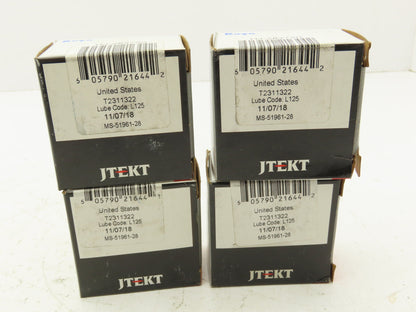 5 05790 21644 2
United States
T2311322
Lube Code: L125
11/07/18
MS-51961-28
JTEKT
05790 21644 2
United States
T2311322
Lube Code: L125
11/07/18
MS-51961-28
JTEKT
05790 21644 2
United States
T2311322
Lube Code: L125
11/07/18
MS-51961-28
JTEKT
05790 21644 2
United States
T2311322
Lube Code: L125
11/07/18
MS-51961-28
JTEKT